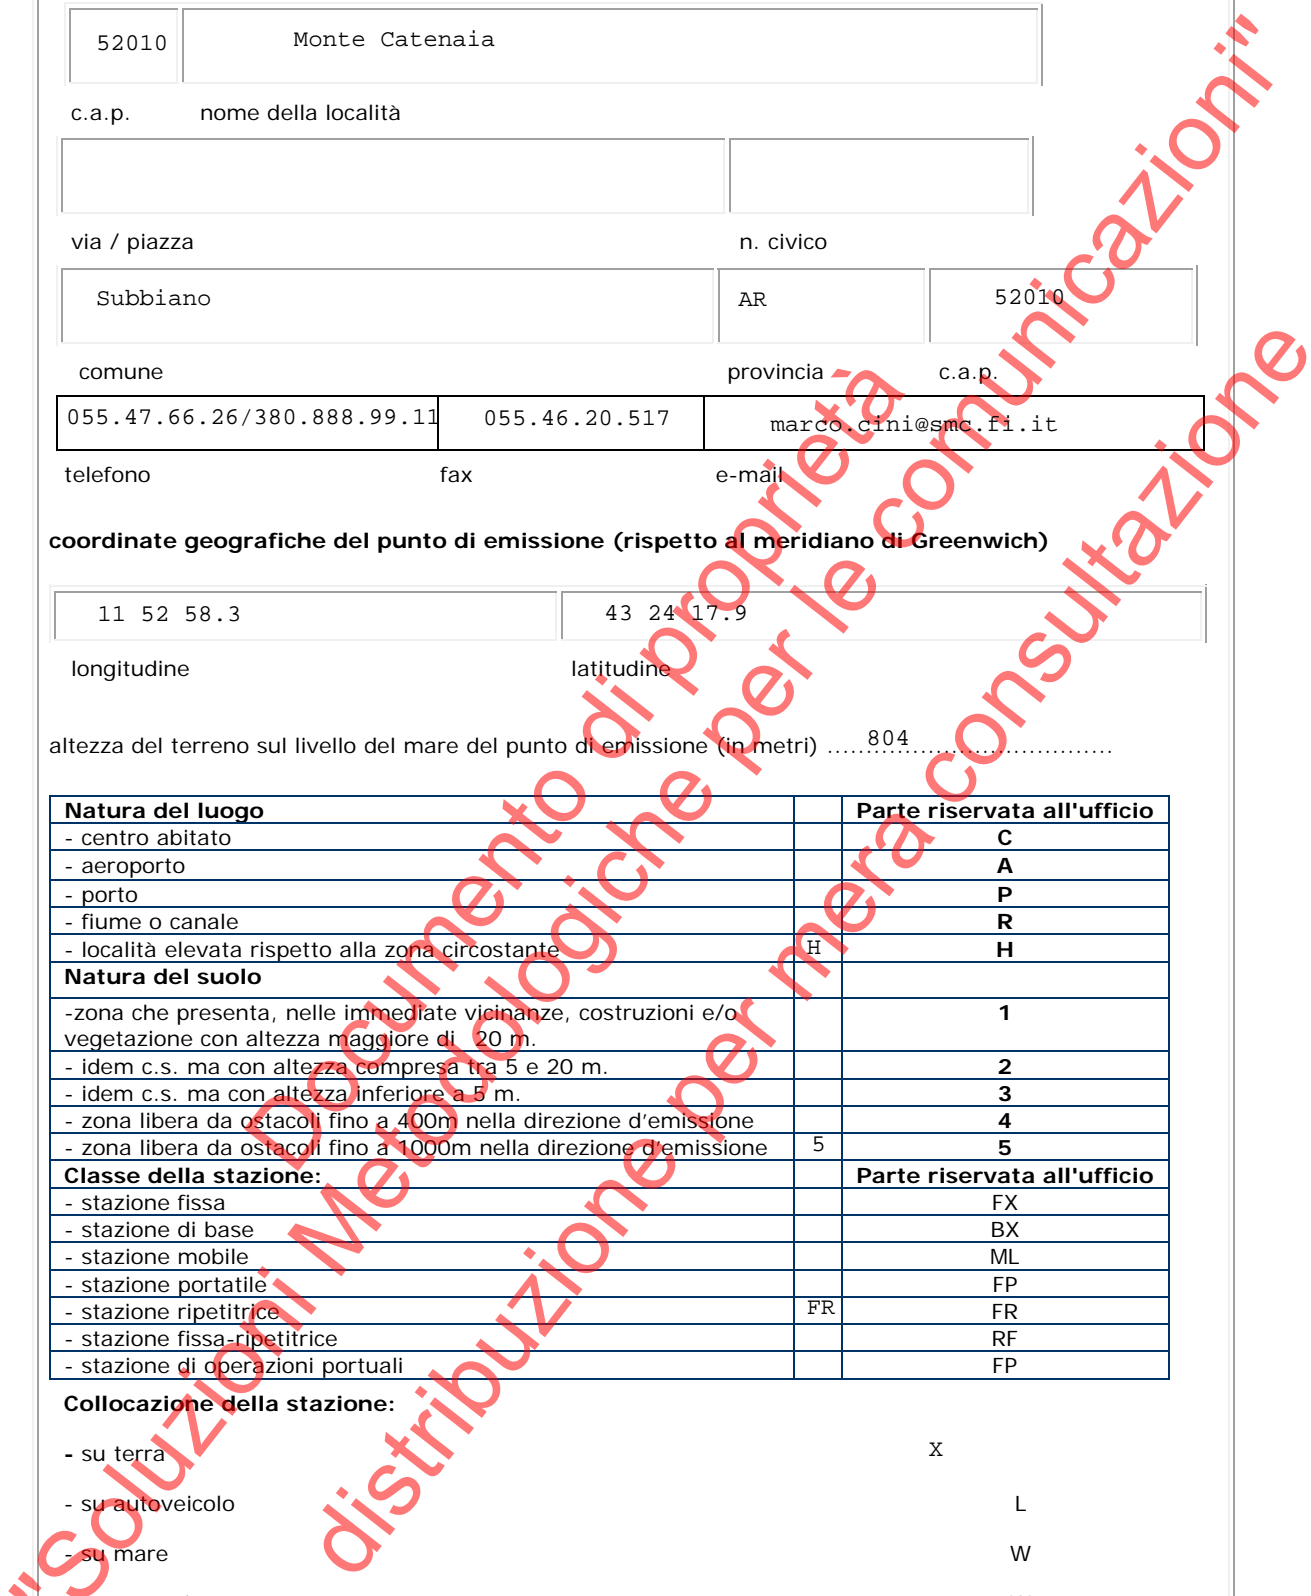 52010 Monte Catenaia
c.a.p. nome della località
via / piazza n. civico
Subbiano AR 52010
comune provincia c.a.p.
055.47.66.26/380.888.99.11 055.46.20.517 marco.cini@smc.fi.it
telefono fax e-mail
coordinate geografiche del punto di emissione (rispetto al meridiano di Greenwich)
11 52 58.3 43 24 17.9
longitudine latitudine
altezza del terreno sul livello del mare del punto di emissione (in metri) .....804..................................
Natura del luogo Parte riservata all'ufficio
- centro abitato C
- aeroporto A
- porto P
- fiume o canale R
- località elevata rispetto alla zona circostante H H
Natura del suolo
-zona che presenta, nelle immediate vicinanze, costruzioni e/o 1
vegetazione con altezza maggiore di 20 m.
- idem c.s. ma con altezza compresa tra 5 e 20 m. 2
- idem c.s. ma con altezza inferiore a 5 m. 3
- zona libera da ostacoli fino a 400m nella direzione d'emissione 4
- zona libera da ostacoli fino a 1000m nella direzione d'emissione 5 5
Classe della stazione: Parte riservata all'ufficio
- stazione fissa FX
- stazione di base BX
- stazione mobile ML
- stazione portatile FP
- stazione ripetitrice FR FR
- stazione fissa-ripetitrice RF
- stazione di operazioni portuali FP
Collocazione della stazione:
- su terra X
- su autoveicolo L
- su mare W
Documento di proprietà
"Soluzioni Metodologiche per le comunicazioni"
distribuzione per mera consultazione